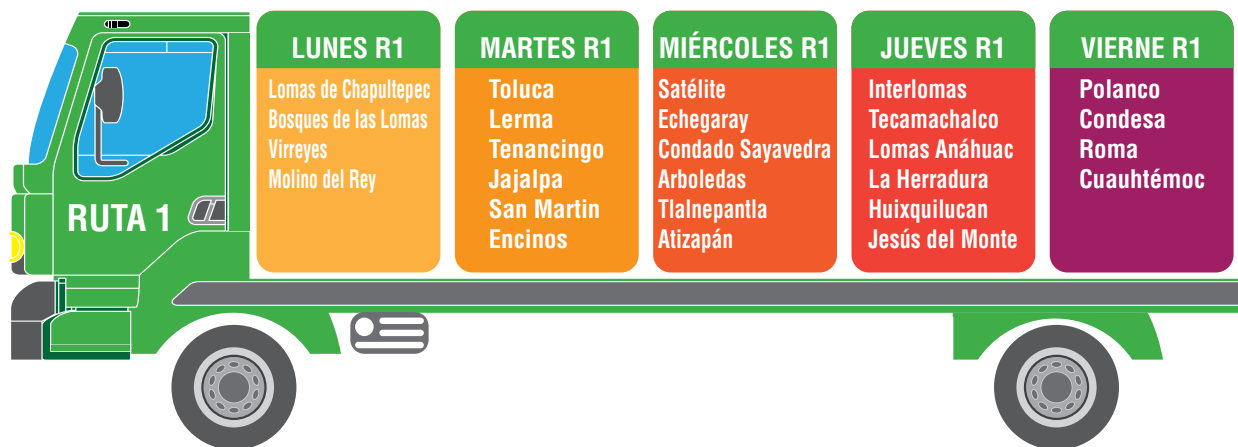 RUTA 1
LUNES R1
Lomas de Chapultepec
Bosques de las Lomas
Virreyes
Molino del Rey
MARTES R1
Toluca
Lerma
Tenancingo
Jajalpa
San Martin
Encinos
MIÉRCOLES R1
Satélite
Echegaray
Condado Sayavedra
Arboledas
Tlalnepantla
Atizapán
JUEVES R1
Interlomas
Tecamachalco
Lomas Anáhuac
La Herradura
Huixquilucan
Jesús del Monte
VIERNE R1
Polanco
Condesa
Roma
Cuauhtémoc